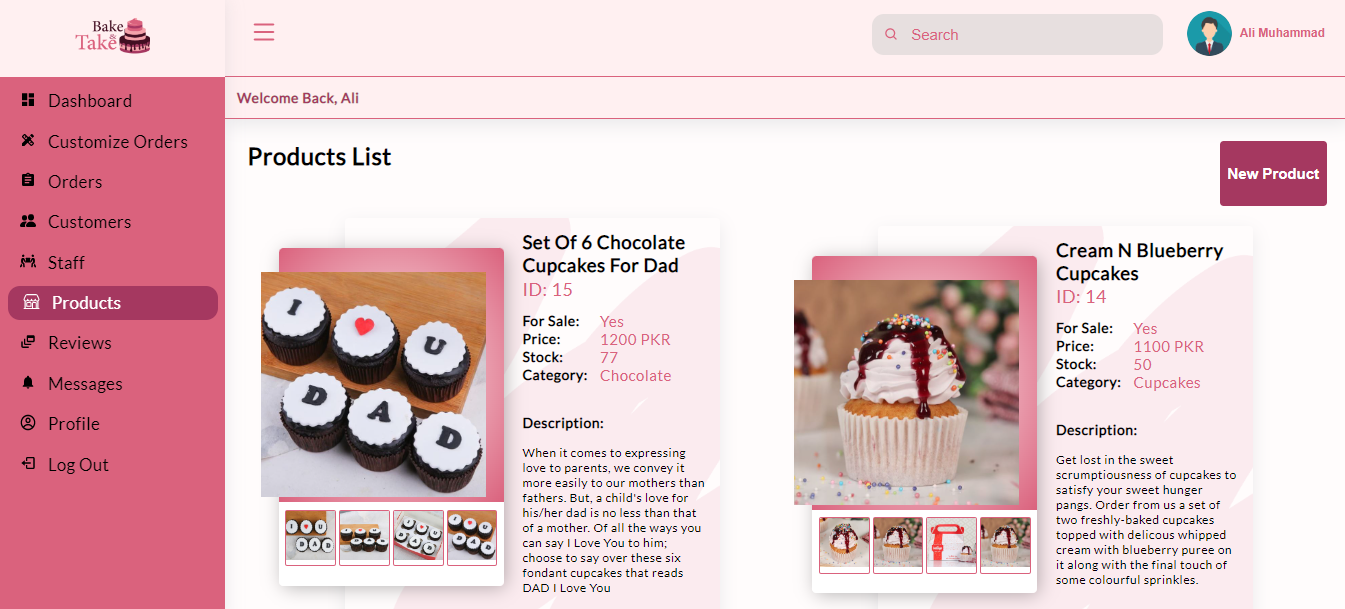 Bake
Take
Search
Ali Muhammad
Welcome Back, Ali
Dashboard
Customize Orders
Orders
Customers
Staff
Products
Reviews
Messages
Profile
Log Out
Products List
New Product
I
U
D A D
Set Of 6 Chocolate
Cupcakes For Dad
ID: 15
For Sale: Yes
Price: 1200 PKR
Stock: 77
Category: Chocolate
Description:
When it comes to expressing
love to parents, we convey it
more easily to our mothers than
fathers. But, a child's love for
his/her dad is no less than that
of a mother. Of all the ways you
can say I Love You to him;
choose to say over these six
fondant cupcakes that reads
DAD I Love You
Cream N Blueberry
Cupcakes
ID: 14
For Sale: Yes
Price: 1100 PKR
Stock: 50
Category: Cupcakes
Description:
Get lost in the sweet
scrumptiousness of cupcakes to
satisfy your sweet hunger
pangs. Order from us a set of
two freshly-baked cupcakes
topped with delicous whipped
cream with blueberry puree on
it along with the final touch of
some colourful sprinkles.